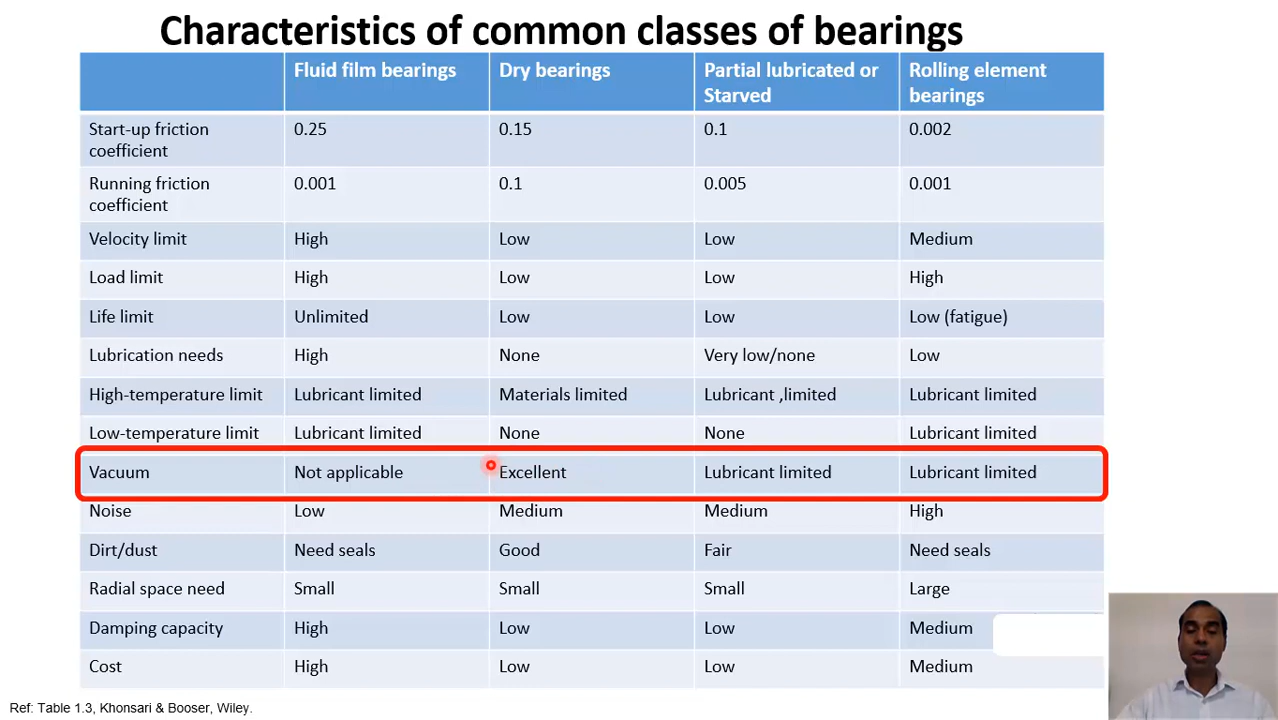 Characteristics of common classes of bearings
Fluid film bearings Dry bearings Partial lubricated or Starved Rolling element bearings
Start-up friction coefficient 0.25 0.15 0.1 0.002
Running friction coefficient 0.001 0.1 0.005 0.001
Velocity limit High Low Low Medium
Load limit High Low Low High
Life limit Unlimited Low Low Low (fatigue)
Lubrication needs High None Very low/none Low
High-temperature limit Lubricant limited Materials limited Lubricant ,limited Lubricant limited
Low-temperature limit Lubricant limited None None Lubricant limited
Vacuum Not applicable Excellent Lubricant limited Lubricant limited
Noise Low Medium Medium High
Dirt/dust Need seals Good Fair Need seals
Radial space need Small Small Small Large
Damping capacity High Low Low Medium
Cost High Low Low Medium
Ref: Table 1.3, Khonsari & Booser, Wiley.